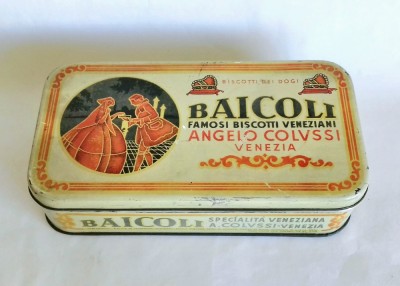 BISCOTTI DEI DOGI
BAICOLI
FAMOSI BISCOTTI VENEZIANI
ANGELO COLVSSI
VENEZIA
BAICOLI
SPECIALITÀ VENEZIANA
A. COLVSSI-VENEZIA